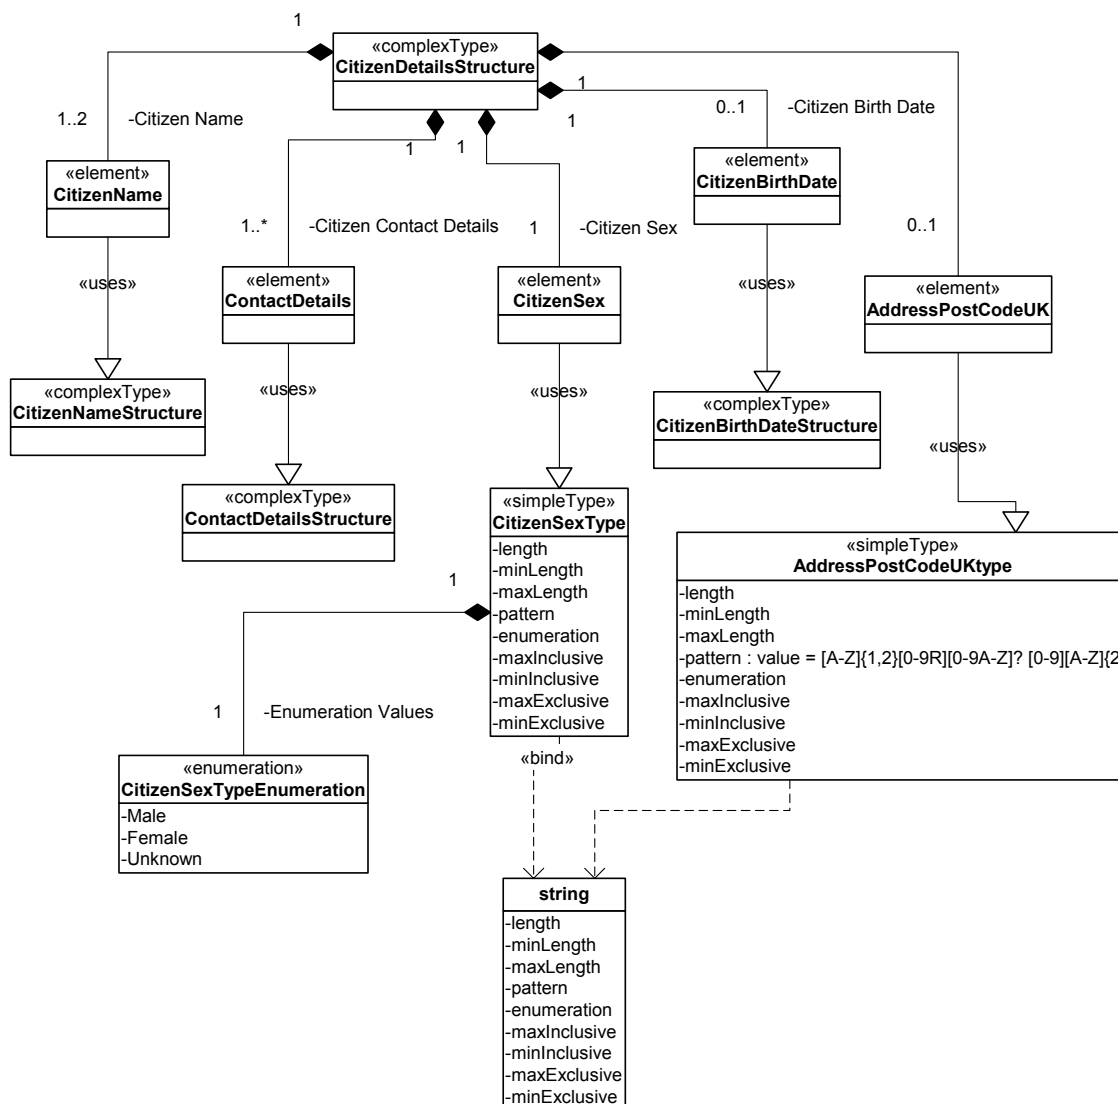 1
«complexType»
CitizenDetailsStructure
1
1..2
-Citizen Name
1
1
1
0..1
-Citizen Birth Date
«element»
CitizenName
«element»
CitizenBirthDate
1..*
-Citizen Contact Details
1
-Citizen Sex
0..1
«uses»
«element»
ContactDetails
«element»
CitizenSex
«uses»
«element»
AddressPostCodeUK
«complexType»
CitizenNameStructure
«uses»
«uses»
«complexType»
CitizenBirthDateStructure
«uses»
«complexType»
ContactDetailsStructure
«simpleType»
CitizenSexType
-length
-minLength
-maxLength
-pattern
-enumeration
-maxInclusive
-minInclusive
-maxExclusive
-minExclusive
«simpleType»
AddressPostCodeUKtype
-length
-minLength
-maxLength
-pattern : value = [A-Z]{1,2}[0-9R][0-9A-Z]? [0-9][A-Z]{2
-enumeration
-maxInclusive
-minInclusive
-maxExclusive
-minExclusive
1
1
-Enumeration Values
«bind»
«enumeration»
CitizenSexTypeEnumeration
-Male
-Female
-Unknown
string
-length
-minLength
-maxLength
-pattern
-enumeration
-maxInclusive
-minInclusive
-maxExclusive
-minExclusive